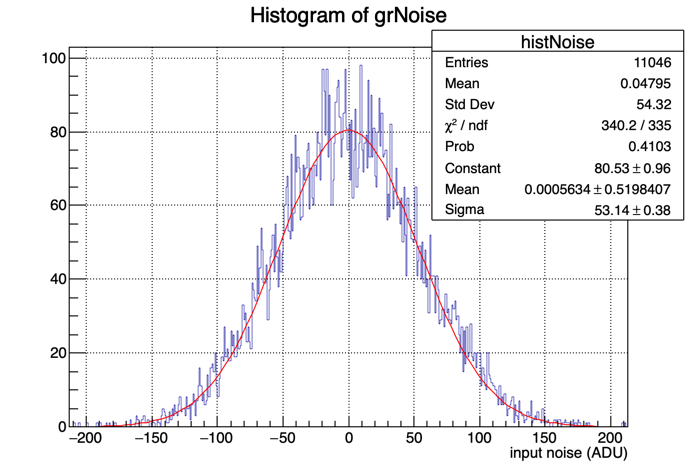 Histogram of grNoise
histNoise
Entries 11046
Mean 0.04795
Std Dev 54.32
χ² / ndf 340.2 / 335
Prob 0.4103
Constant 80.53 ± 0.96
Mean 0.0005634 ± 0.5198407
Sigma 53.14 ± 0.38
100
80
60
40
20
0
−200 −150 −100 −50 0 50 100 150 200
input noise (ADU)